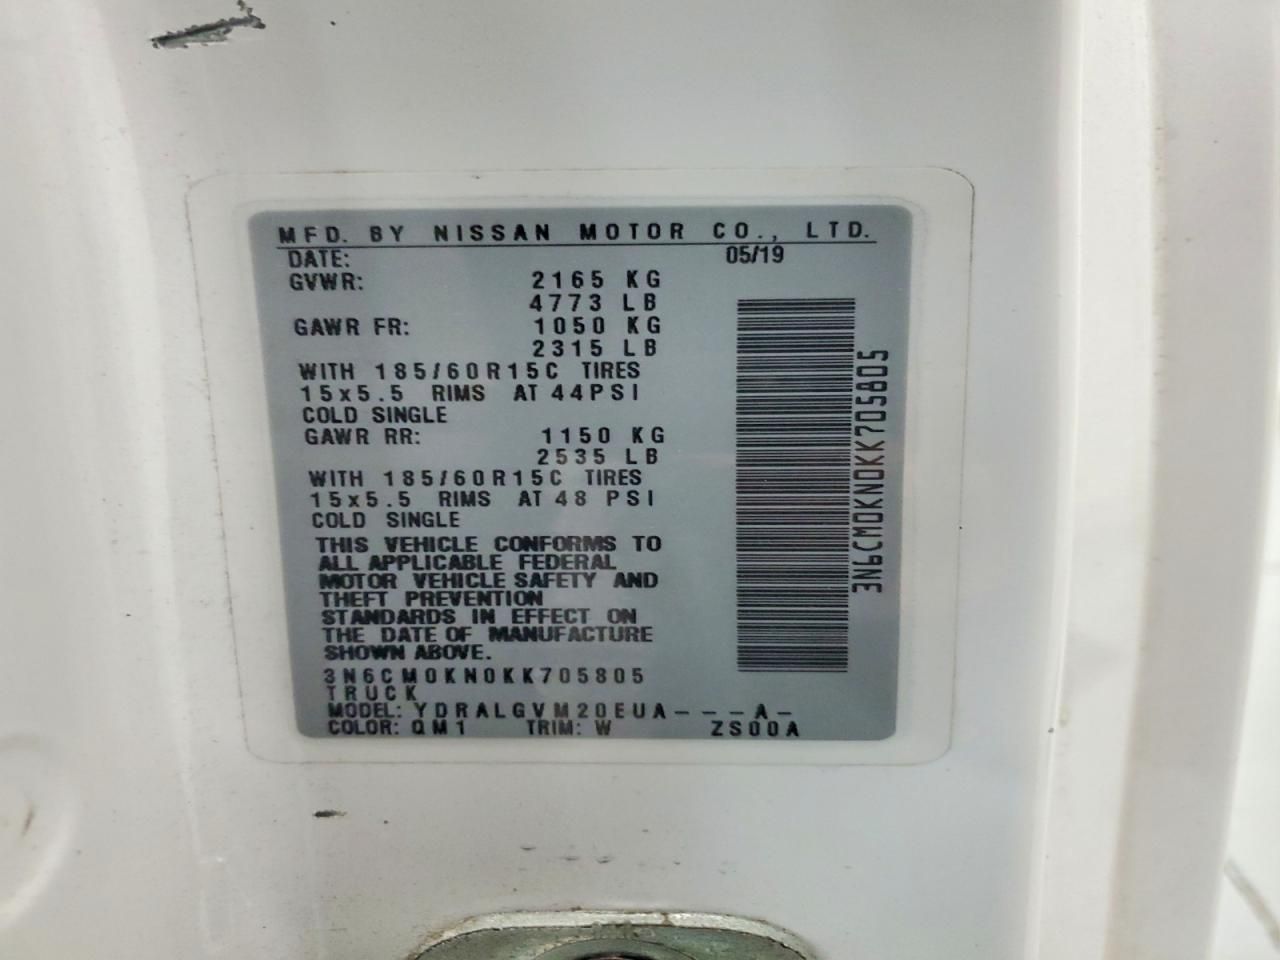 MFD. BY NISSAN MOTOR CO., LTD.
DATE: 05/19
GVWR: 2165 KG
4773 LB
GAWR FR: 1050 KG
2315 LB
WITH 185/60R15C TIRES
15x5.5 RIMS AT 44PSI
COLD SINGLE
GAWR RR: 1150 KG
2535 LB
WITH 185/60R15C TIRES
15x5.5 RIMS AT 48 PSI
COLD SINGLE
THIS VEHICLE CONFORMS TO
ALL APPLICABLE FEDERAL
MOTOR VEHICLE SAFETY AND
THEFT PREVENTION
STANDARDS IN EFFECT ON
THE DATE OF MANUFACTURE
SHOWN ABOVE.
3N6CM0KN0KK705805
TRUCK
MODEL: YDRALGVM20EUA---A-
COLOR: QM1 TRIM: W ZS00A
3N6CM0KN0KK705805